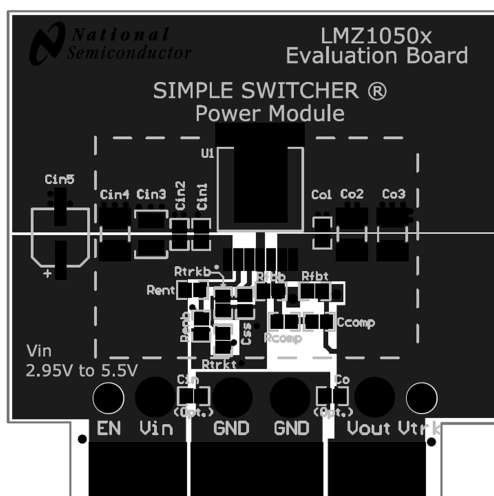 National
Semiconductor
LMZ1050x
Evaluation Board
SIMPLE SWITCHER ®
Power Module
U1
Cin5
Cin4
Cin3
Cin2
Cin1
Co1
Co2
Co3
+
Rtrkb
Rfbb
Rent
Rfbt
Renb
Css
Rcomp
Ccomp
Rtrkt
Vin
2.95V to 5.5V
Cin
(Opt.)
Co
(Opt.)
EN
Vin
GND
GND
Vout
Vtrk